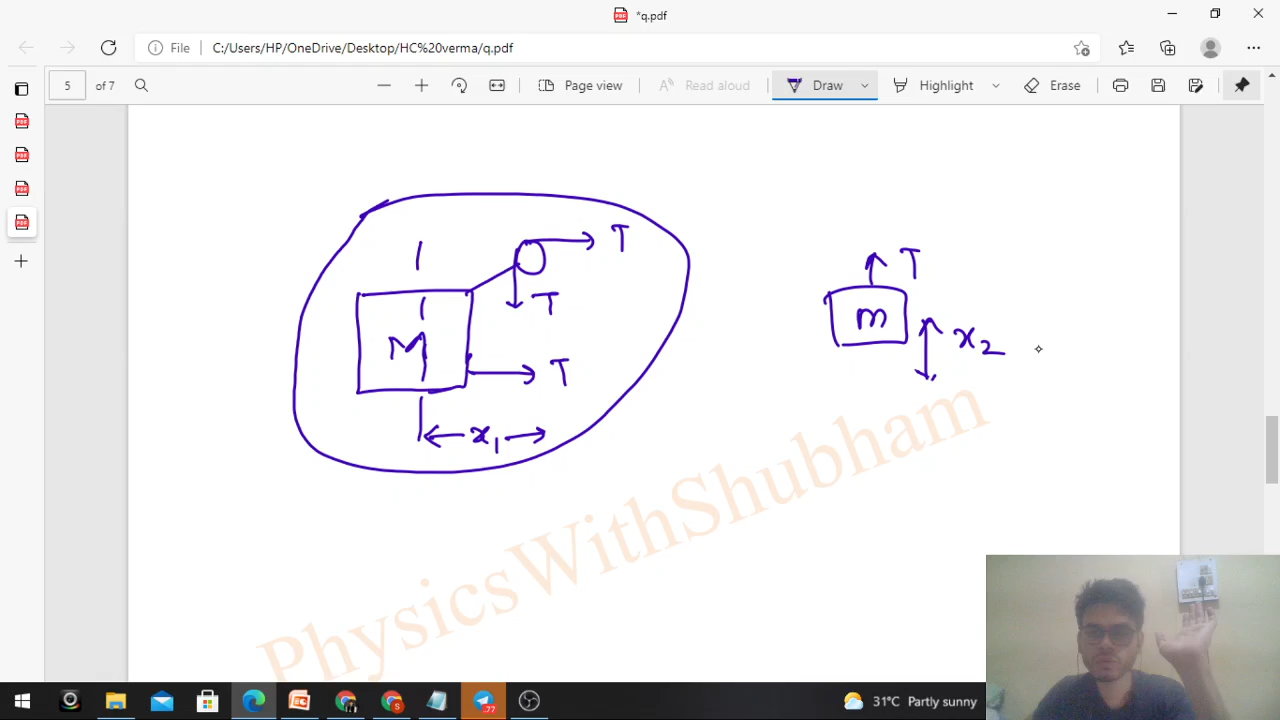 *q.pdf
File C:/Users/HP/OneDrive/Desktop/HC%20verma/q.pdf
5 of 7 Page view Read aloud Draw Highlight Erase
T
T
M
T
x1
T
m
x2
PhysicsWithShubham
77
31°C Partly sunny